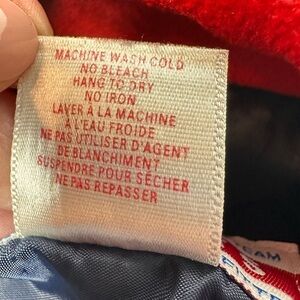 MACHINE WASH COLD
NO BLEACH
HANG TO DRY
NO IRON
LAVER À LA MACHINE
À L'EAU FROIDE
NE PAS UTILISER D'AGENT
DE BLANCHIMENT
SUSPENDRE POUR SÉCHER
NE PAS REPASSER